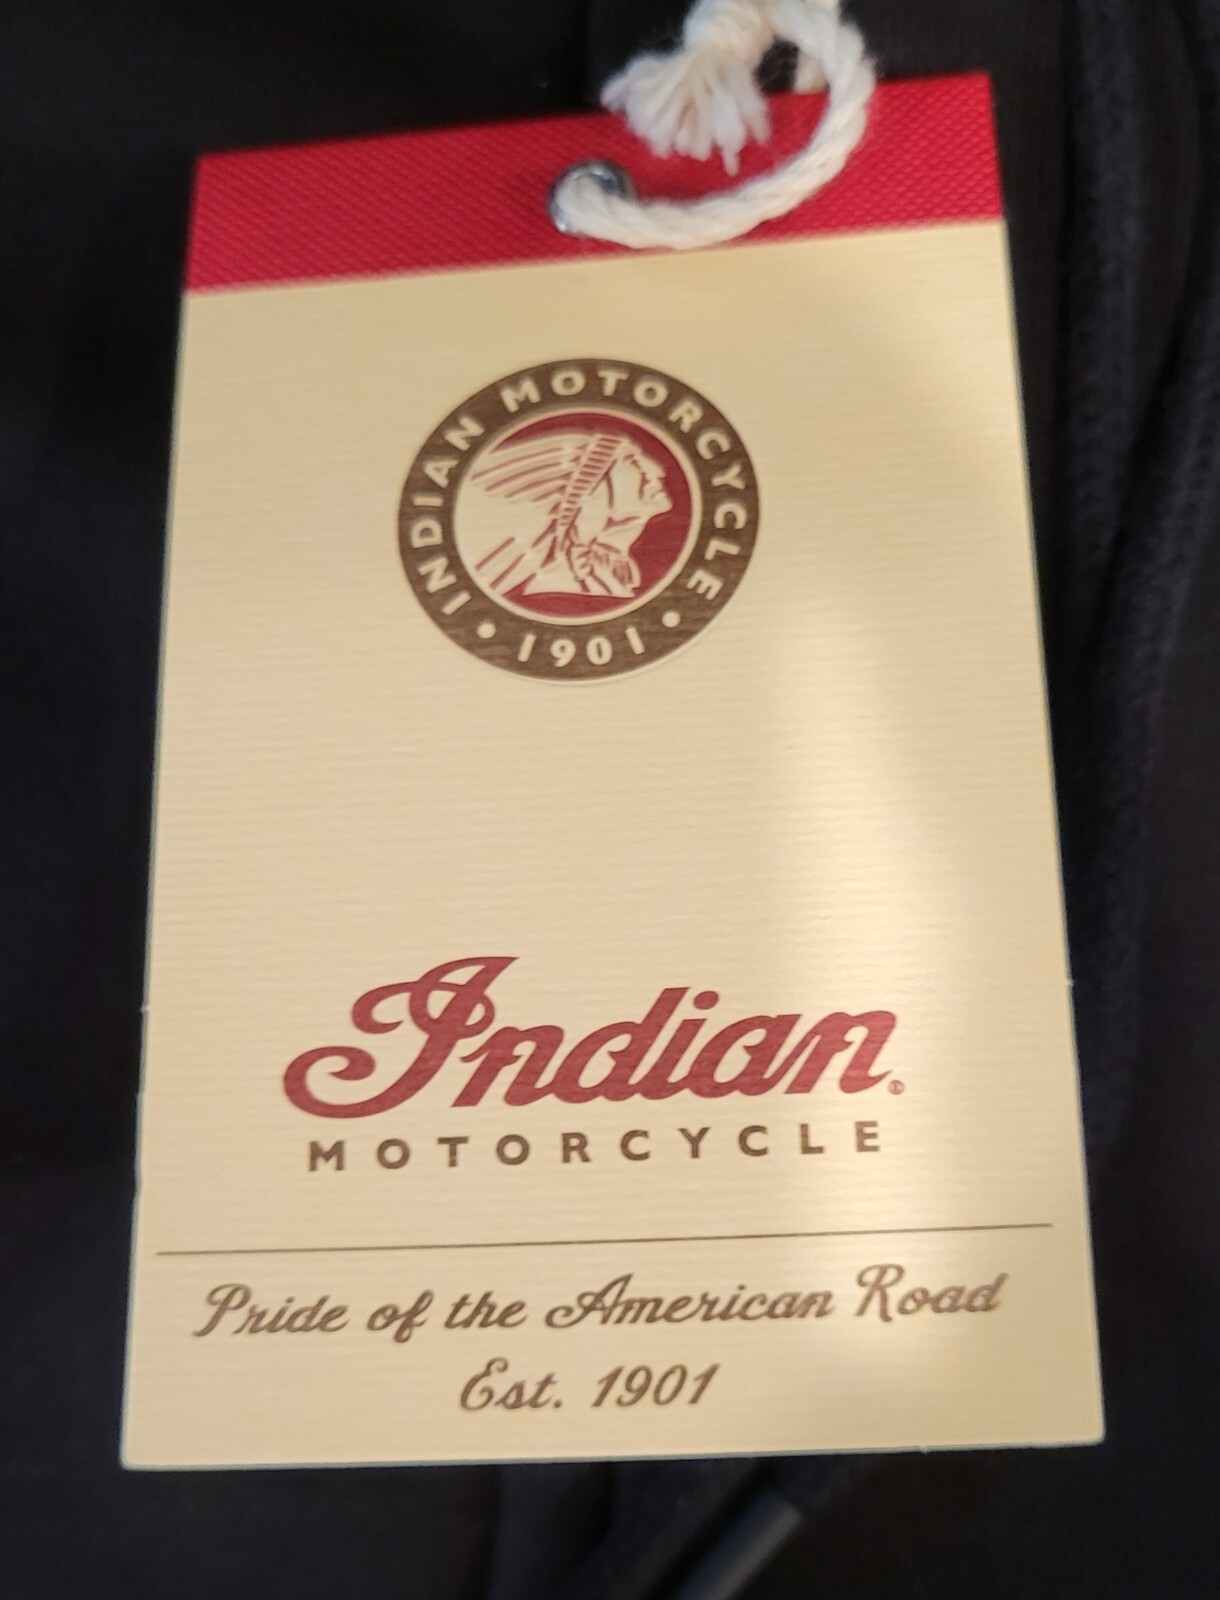 INDIAN MOTORCYCLE
• 1901 •
Indian®
MOTORCYCLE
Pride of the American Road
Est. 1901